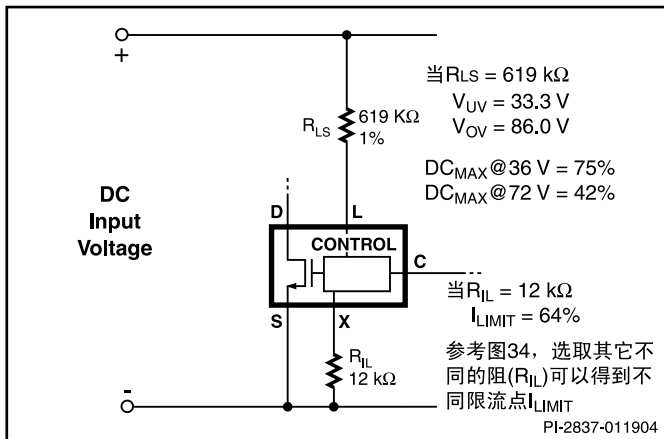 +
当RLS = 619 kΩ
VUV = 33.3 V
VOV = 86.0 V
DCMAX@36 V = 75%
DCMAX@72 V = 42%
RLS
619 KΩ
1%
DC
Input
Voltage
D
L
CONTROL
C
S
X
当RIL = 12 kΩ
ILIMIT = 64%
RIL
12 kΩ
参考图34，选取其它不
同的阻(RIL)可以得到不
同限流点ILIMIT
-
PI-2837-011904